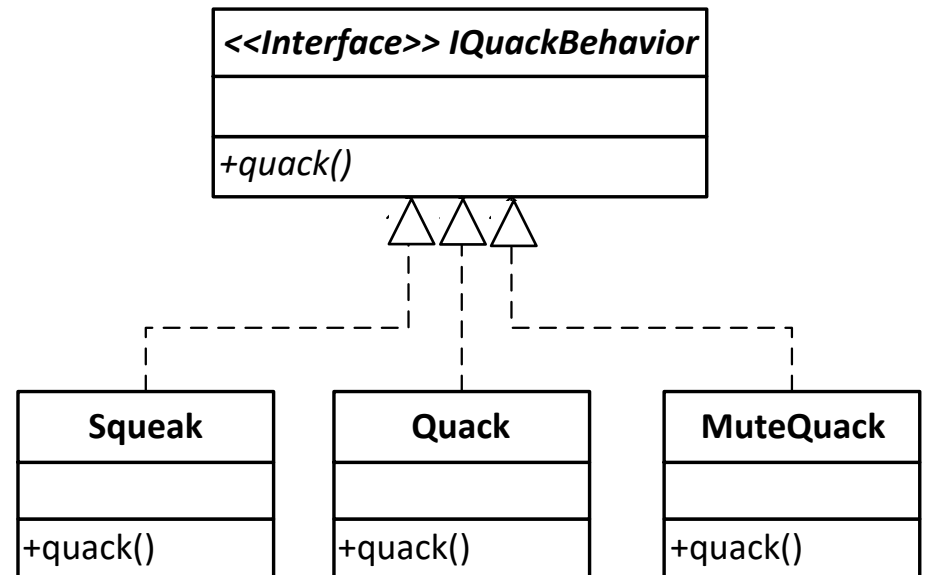 <<Interface>> IQuackBehavior
+quack()
Squeak
Quack
MuteQuack
+quack()
+quack()
+quack()